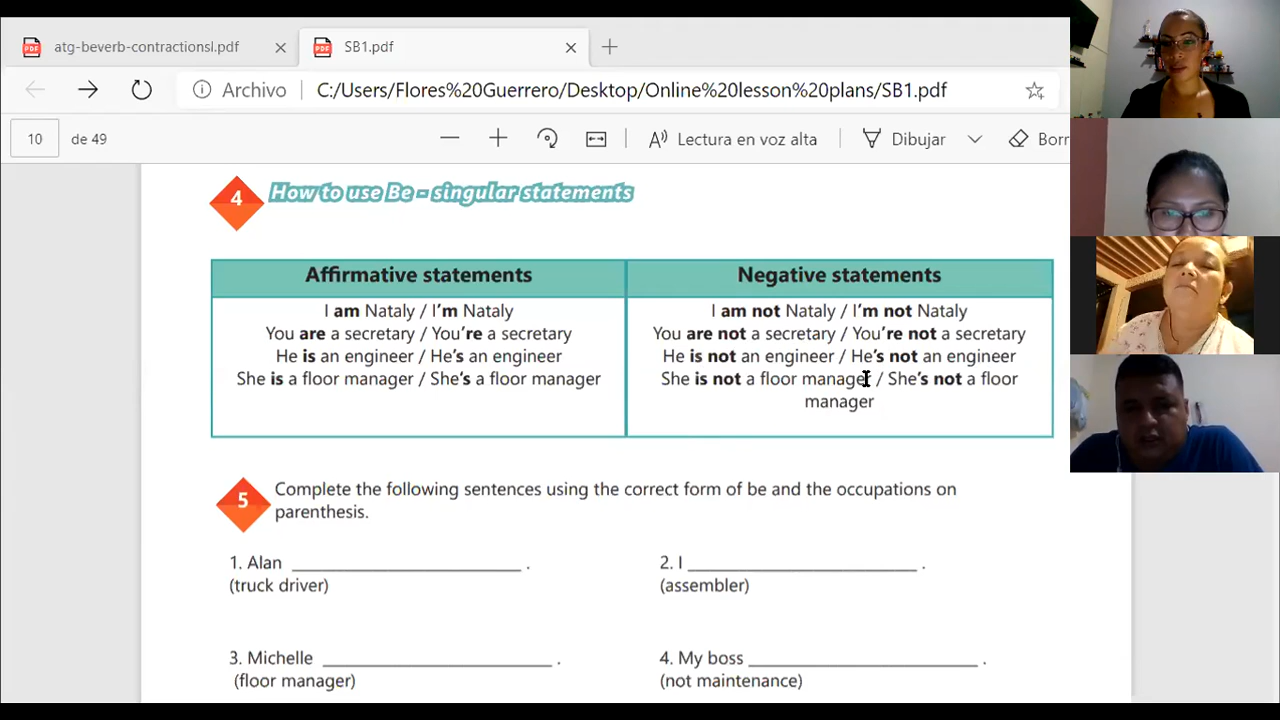 atg-beverb-contractionsl.pdf
SB1.pdf
Archivo
C:/Users/Flores%20Guerrero/Desktop/Online%20lesson%20plans/SB1.pdf
10 de 49
Lectura en voz alta
Dibujar
Borr
4 How to use Be - singular statements
Affirmative statements
I am Nataly / I'm Nataly
You are a secretary / You're a secretary
He is an engineer / He's an engineer
She is a floor manager / She's a floor manager
Negative statements
I am not Nataly / I'm not Nataly
You are not a secretary / You're not a secretary
He is not an engineer / He's not an engineer
She is not a floor manager / She's not a floor
manager
5 Complete the following sentences using the correct form of be and the occupations on
parenthesis.
1. Alan ______________________ .
(truck driver)
2. I ______________________ .
(assembler)
3. Michelle ______________________ .
(floor manager)
4. My boss ______________________ .
(not maintenance)